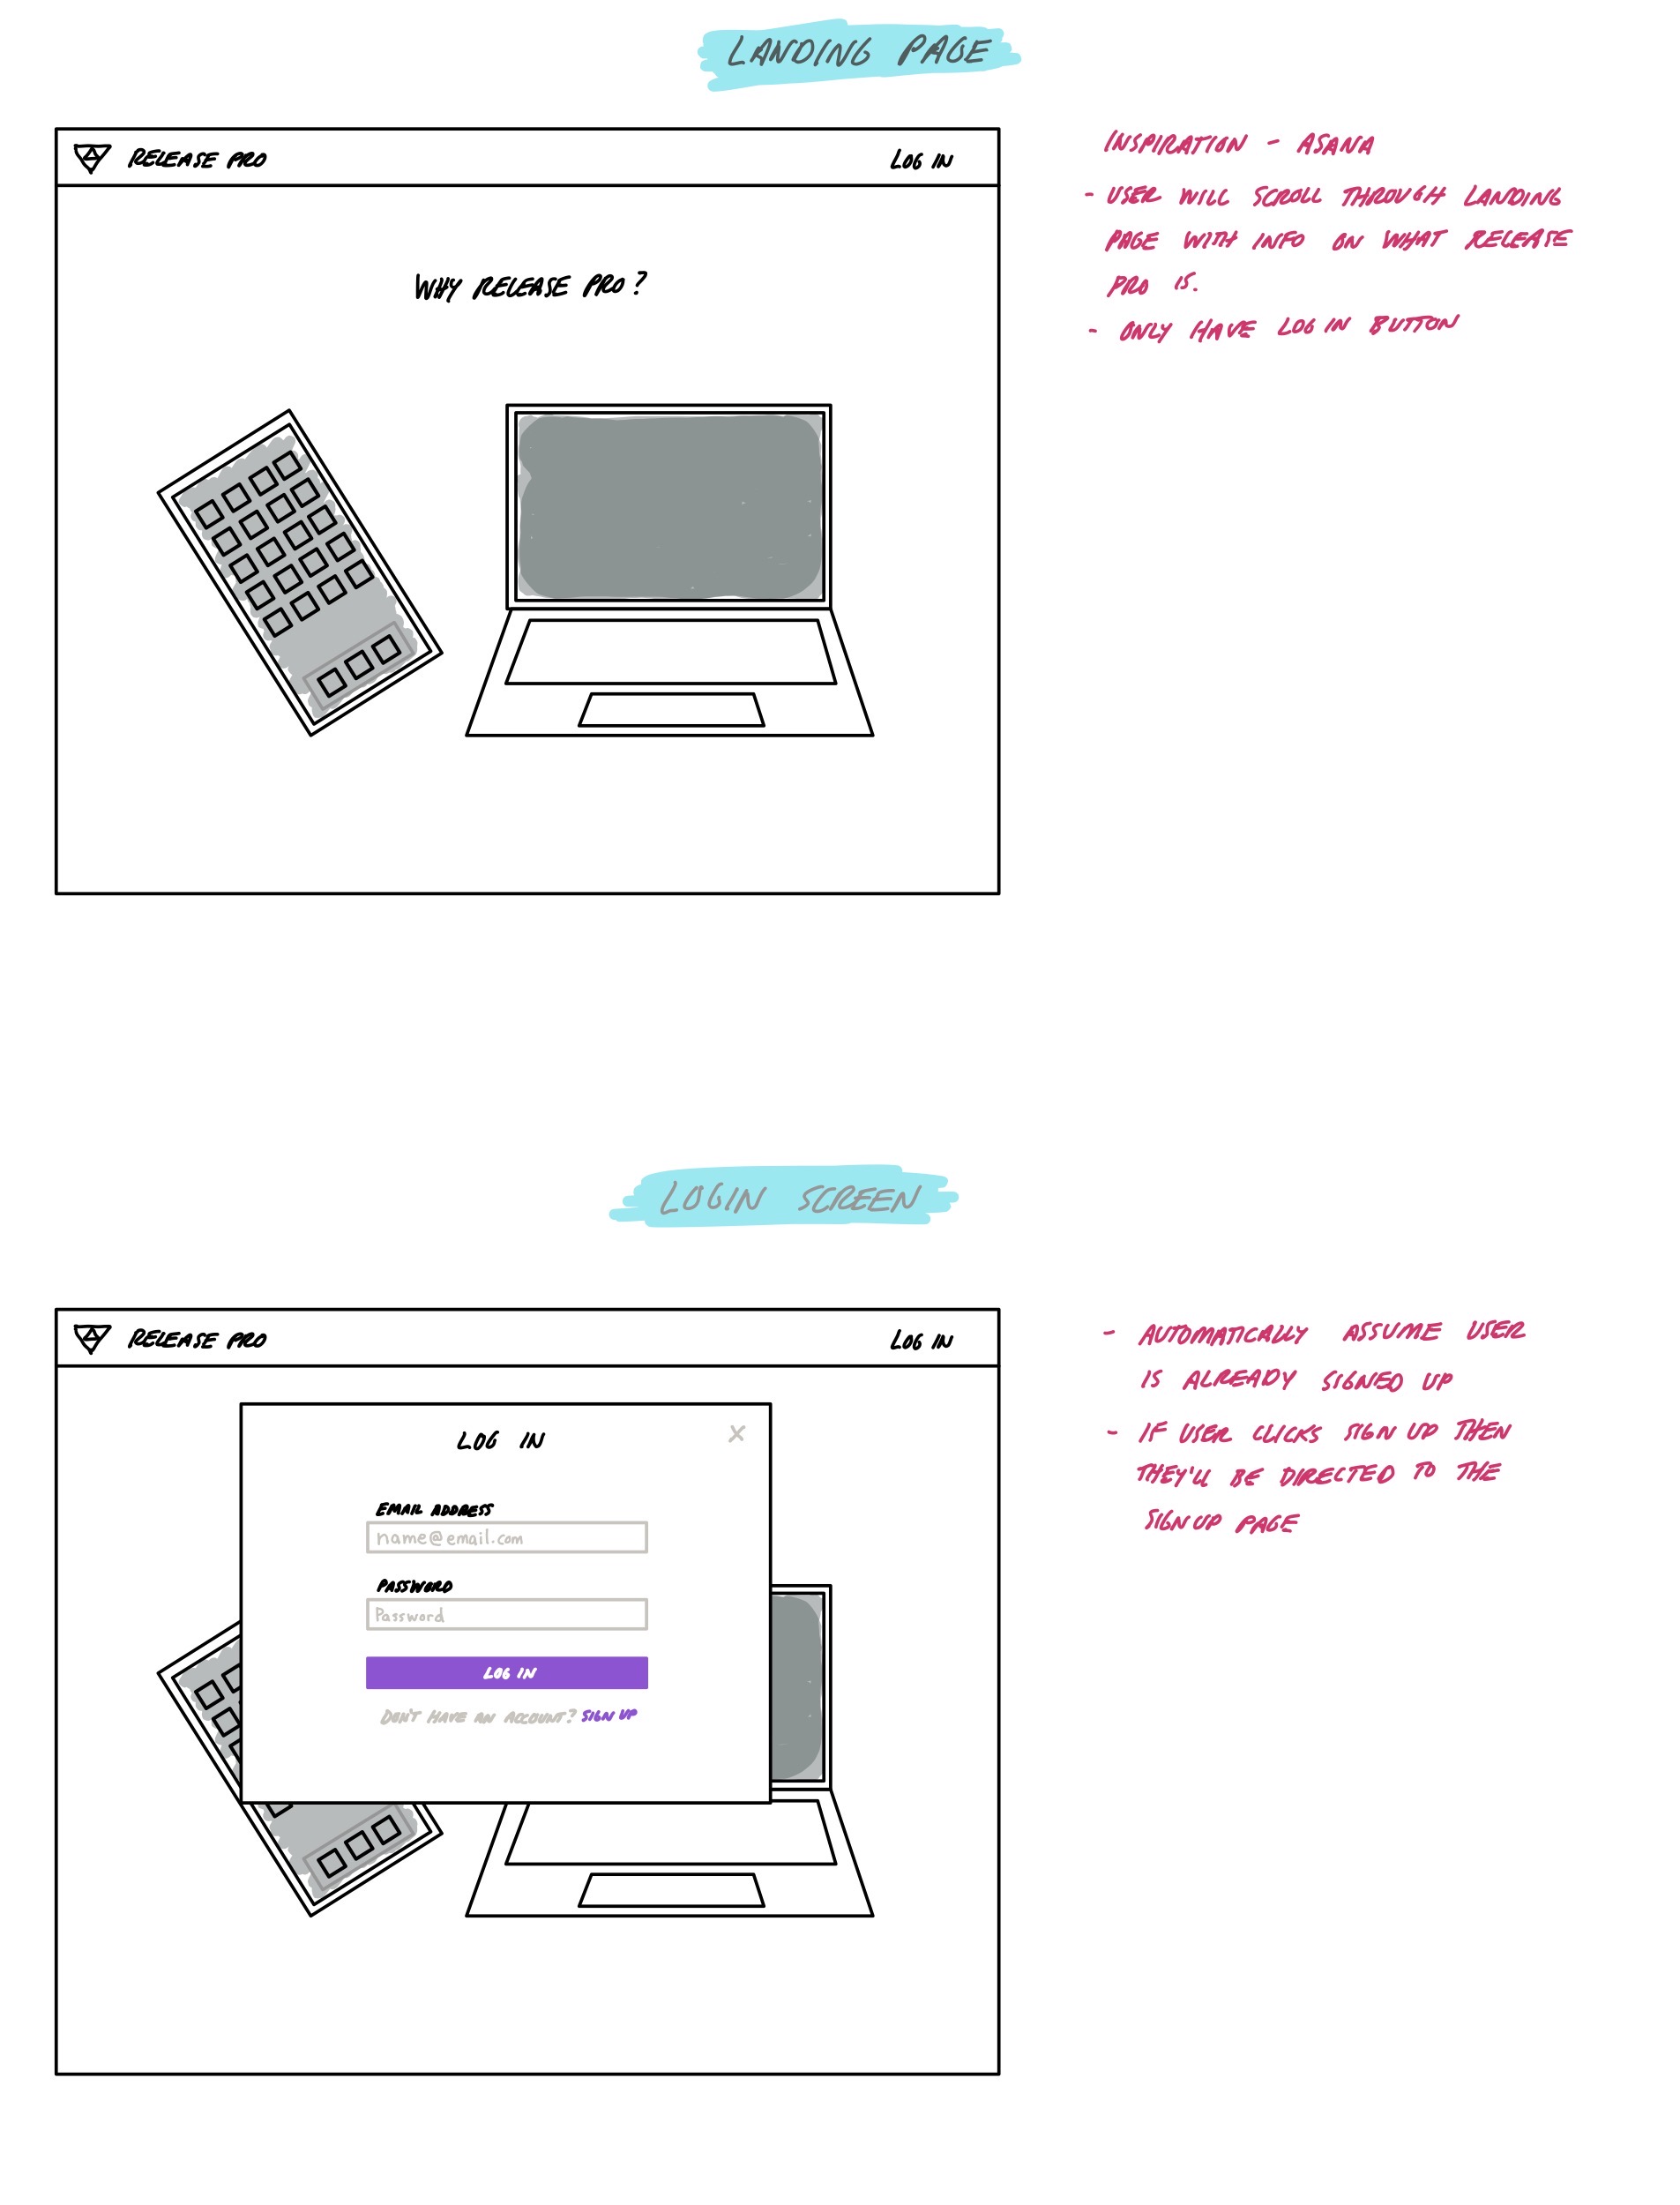 LANDING PAGE
RELEASE PRO
LOG IN
WHY RELEASE PRO?
INSPIRATION - ASANA
- USER WILL SCROLL THROUGH LANDING
PAGE WITH INFO ON WHAT RELEASE
PRO IS.
- ONLY HAVE LOG IN BUTTON
LOGIN SCREEN
RELEASE PRO
LOG IN
LOG IN
X
EMAIL ADDRESS
name@email.com
PASSWORD
Password
LOG IN
DON'T HAVE AN ACCOUNT? SIGN UP
- AUTOMATICALLY ASSUME USER
IS ALREADY SIGNED UP
- IF USER CLICKS SIGN UP THEN
THEY'LL BE DIRECTED TO THE
SIGN UP PAGE